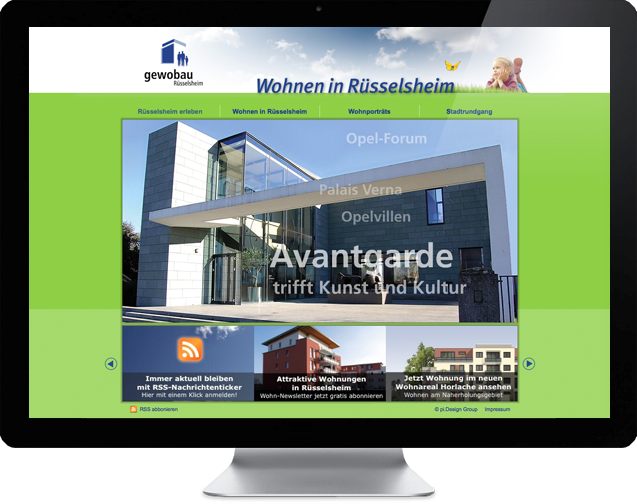 gewobau
Rüsselsheim
Wohnen in Rüsselsheim
Rüsselsheim erleben
Wohnen in Rüsselsheim
Wohnporträts
Stadtrundgang
Opel-Forum
Palais Verna
Opelvillen
Avantgarde
trifft Kunst und Kultur
Immer aktuell bleiben
mit RSS-Nachrichtenticker
Hier mit einem Klick anmelden!
Attraktive Wohnungen
in Rüsselsheim
Wohn-Newsletter jetzt gratis abonnieren
Jetzt Wohnung im neuen
Wohnareal Horlache ansehen
Wohnen am Naherholungsgebiet
RSS abbonieren
© pi.Design Group
Impressum